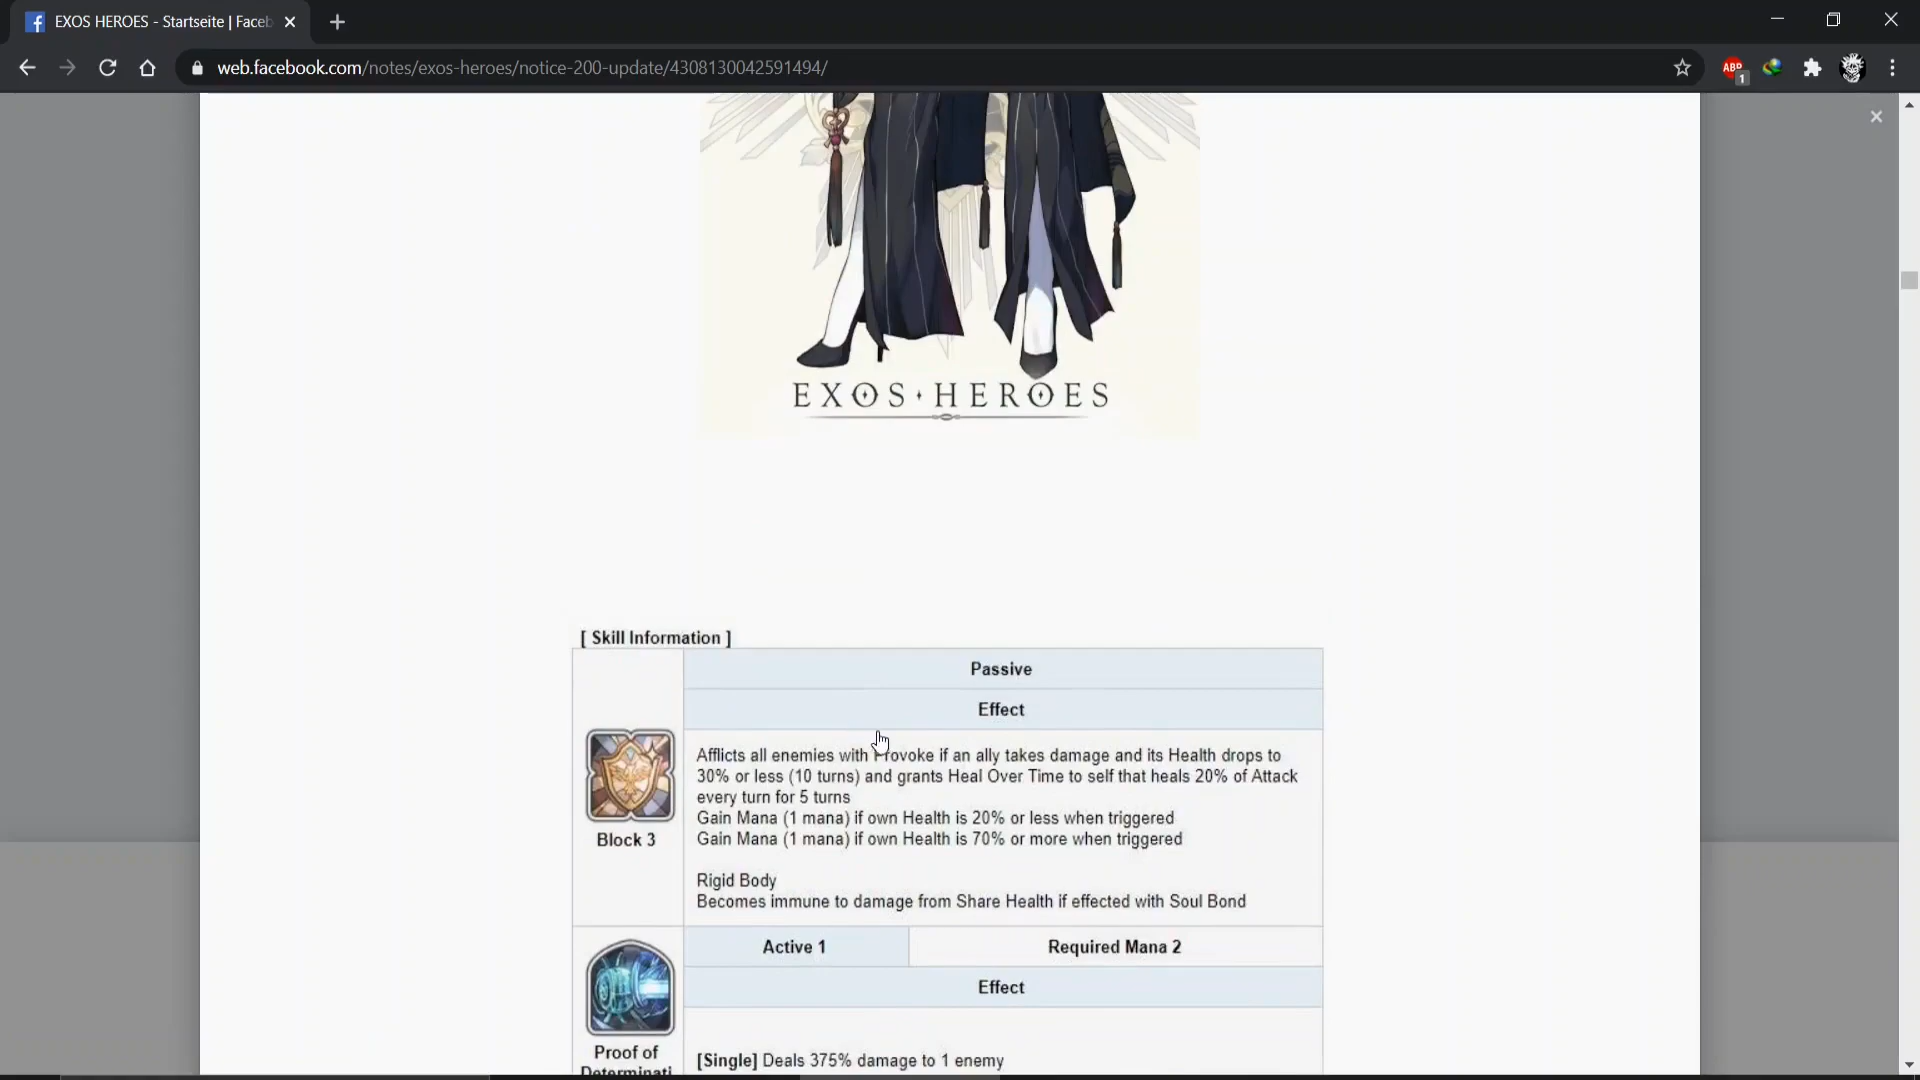 EXOS HEROES - Startseite | Faceb
web.facebook.com/notes/exos-heroes/notice-200-update/4308130042591494/
ABP
1
EXOS HEROES
[ Skill Information ]
Passive
Effect
Afflicts all enemies with Provoke if an ally takes damage and its Health drops to
30% or less (10 turns) and grants Heal Over Time to self that heals 20% of Attack
every turn for 5 turns
Gain Mana (1 mana) if own Health is 20% or less when triggered
Gain Mana (1 mana) if own Health is 70% or more when triggered
Block 3
Rigid Body
Becomes immune to damage from Share Health if effected with Soul Bond
Active 1
Required Mana 2
Effect
Proof of
Determinati
[Single] Deals 375% damage to 1 enemy